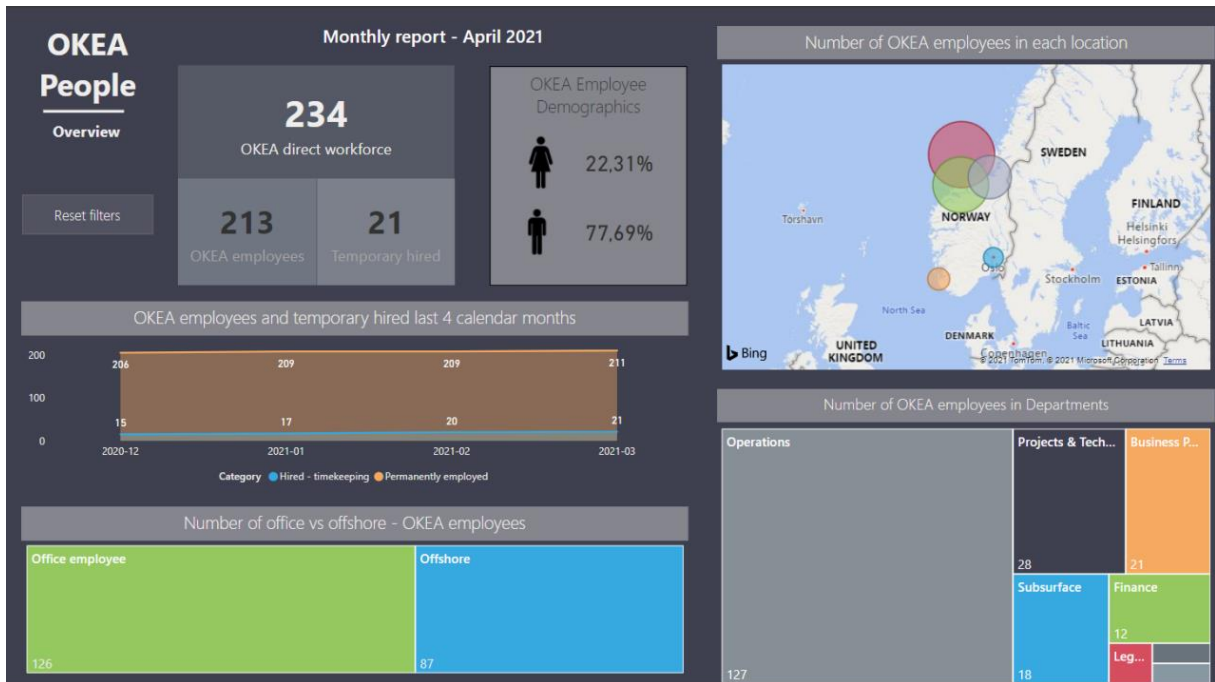 OKEA
People
Overview
Reset filters
Monthly report - April 2021
234
OKEA direct workforce
213
OKEA employees
21
Temporary hired
OKEA Employee
Demographics
22,31%
77,69%
Number of OKEA employees in each location
SWEDEN
FINLAND
NORWAY
Torshavn
Helsinki
Helsingfors
Oslo
Tallinn
Stockholm
ESTONIA
North Sea
Baltic
Sea
LATVIA
DENMARK
LITHUANIA
UNITED
KINGDOM
Copenhagen
Bing
© 2021 TomTom, © 2021 Microsoft Corporation Terms
OKEA employees and temporary hired last 4 calendar months
200
100
0
206
209
209
211
15
17
20
21
2020-12
2021-01
2021-02
2021-03
Category Hired - timekeeping Permanently employed
Number of office vs offshore - OKEA employees
Office employee
126
Offshore
87
Number of OKEA employees in Departments
Operations
127
Projects & Tech...
28
Business P...
21
Subsurface
18
Finance
12
Leg...